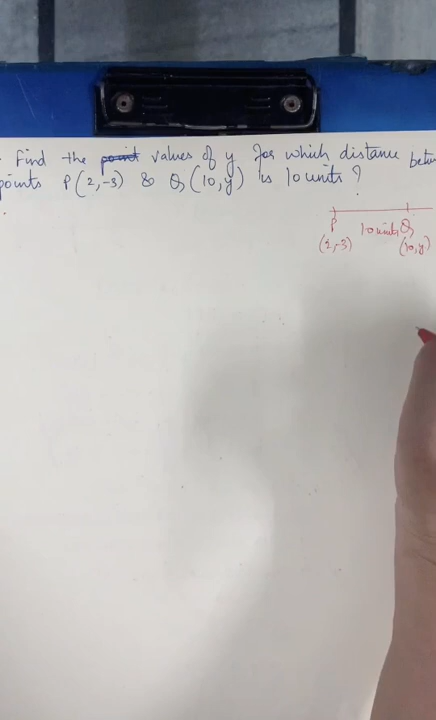 Find the point values of y for which distance betw
points P(2,-3) & Q(10,y) is 10 units ?
P 10 units Q
(2,-3) (10,y)